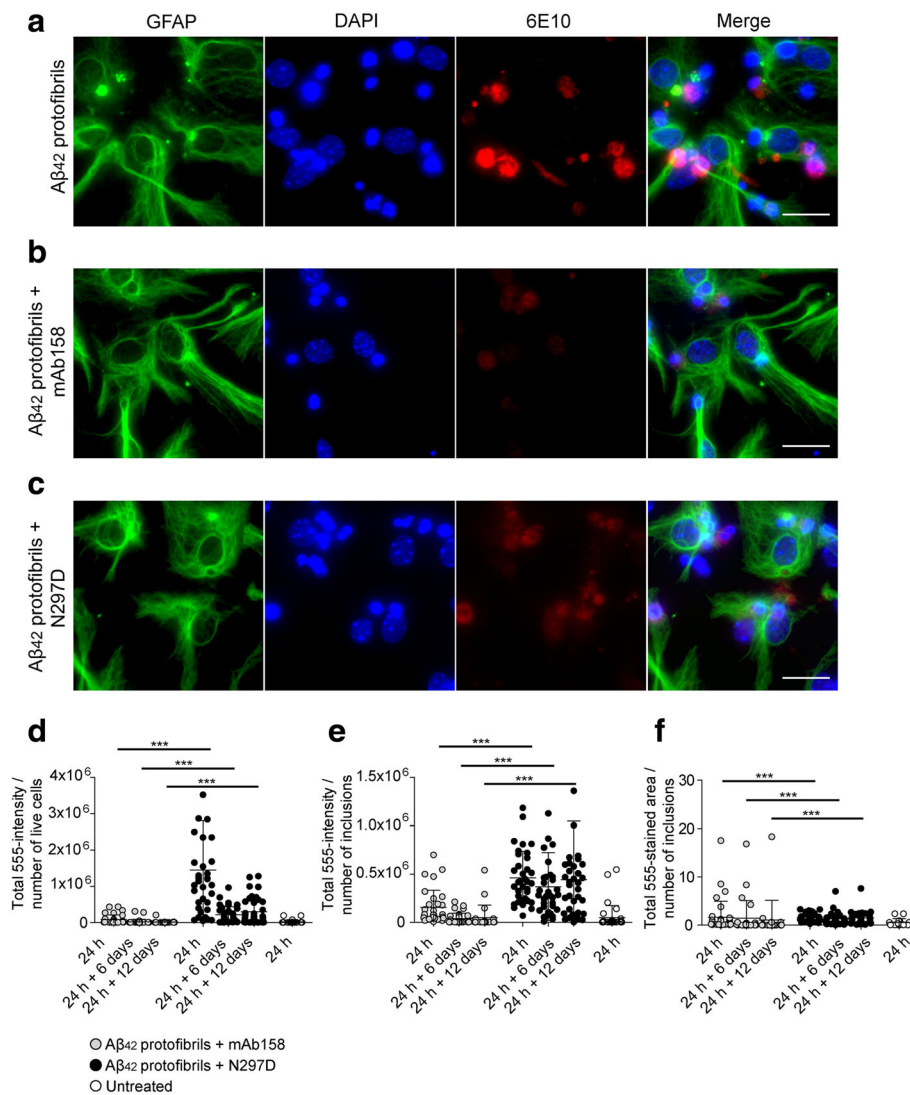 a
GFAP DAPI 6E10 Merge
Aβ42 protofibrils
b
Aβ42 protofibrils +
mAb158
c
Aβ42 protofibrils +
N297D
d
Total 555-intensity /
number of live cells
4x10⁶
3x10⁶
2x10⁶
1x10⁶
0
***
***
***
24 h
24 h + 6 days
24 h + 12 days
24 h
24 h + 6 days
24 h + 12 days
24 h
e
Total 555-intensity /
number of inclusions
1.5x10⁶
1.0x10⁶
0.5x10⁶
0
***
***
***
24 h
24 h + 6 days
24 h + 12 days
24 h
24 h + 6 days
24 h + 12 days
24 h
f
Total 555-stained area /
number of inclusions
30
20
10
0
***
***
***
24 h
24 h + 6 days
24 h + 12 days
24 h
24 h + 6 days
24 h + 12 days
24 h
Aβ42 protofibrils + mAb158
Aβ42 protofibrils + N297D
Untreated